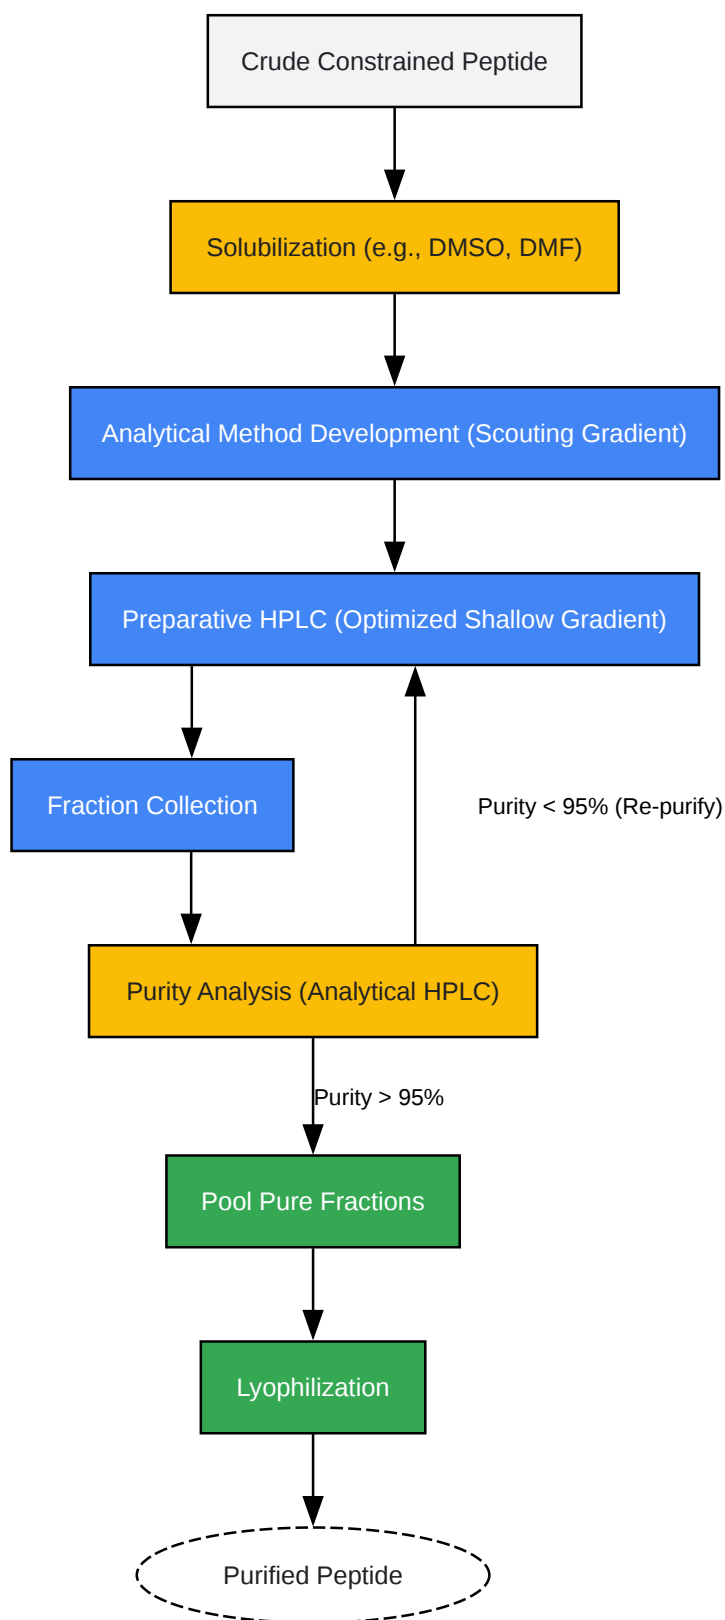 Crude Constrained Peptide
Solubilization (e.g., DMSO, DMF)
Analytical Method Development (Scouting Gradient)
Preparative HPLC (Optimized Shallow Gradient)
Fraction Collection
Purity < 95% (Re-purify)
Purity Analysis (Analytical HPLC)
Purity > 95%
Pool Pure Fractions
Lyophilization
Purified Peptide